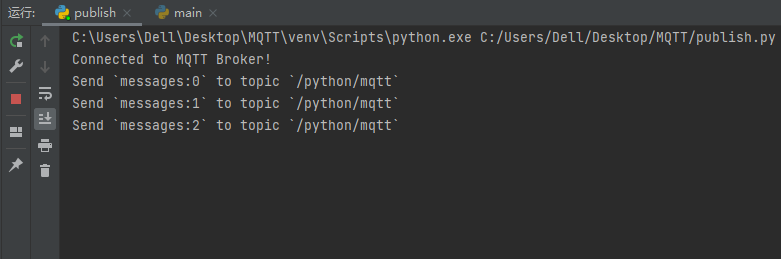 运行: publish main
C:\Users\Dell\Desktop\MQTT\venv\Scripts\python.exe C:/Users/Dell/Desktop/MQTT/publish.py
Connected to MQTT Broker!
Send `messages:0` to topic `/python/mqtt`
Send `messages:1` to topic `/python/mqtt`
Send `messages:2` to topic `/python/mqtt`